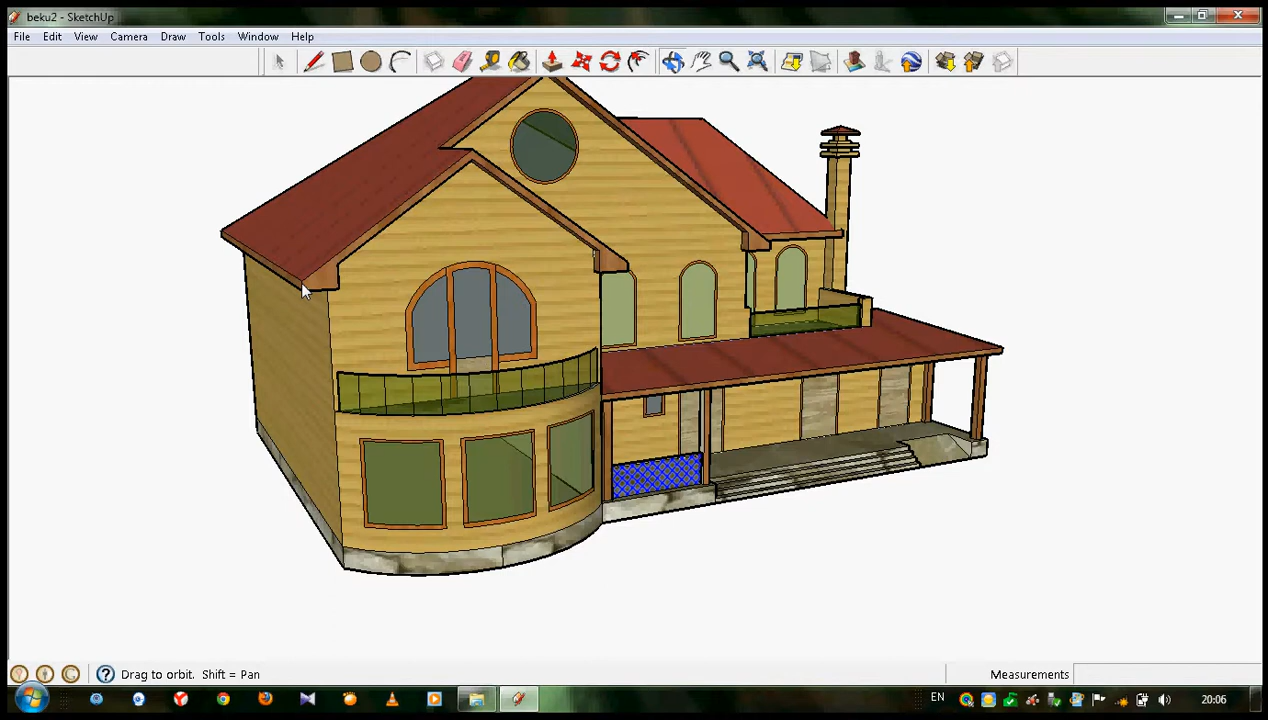 beku2 - SketchUp
File Edit View Camera Draw Tools Window Help
Drag to orbit. Shift = Pan
Measurements
EN
20:06